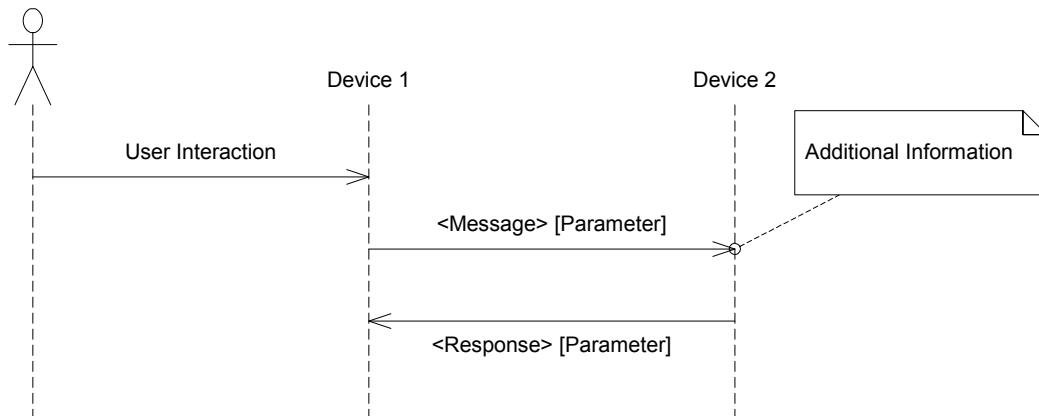 Device 1
Device 2
User Interaction
Additional Information
<Message> [Parameter]
<Response> [Parameter]